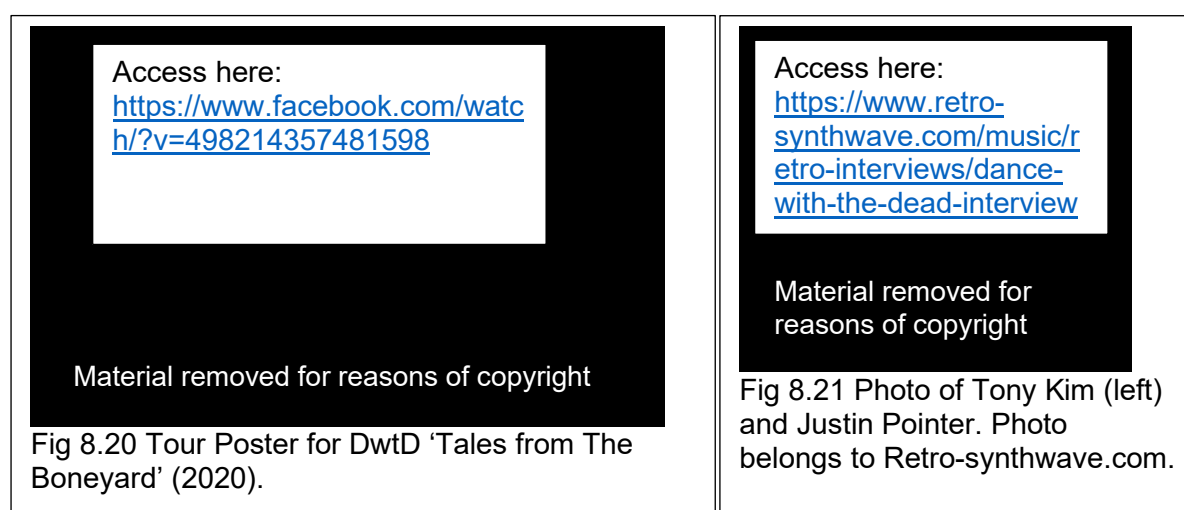 Access here:
https://www.facebook.com/watc
h/?v=498214357481598
Material removed for reasons of copyright
Fig 8.20 Tour Poster for DwtD ‘Tales from The
Boneyard’ (2020).
Access here:
https://www.retro-
synthwave.com/music/r
etro-interviews/dance-
with-the-dead-interview
Material removed for
reasons of copyright
Fig 8.21 Photo of Tony Kim (left)
and Justin Pointer. Photo
belongs to Retro-synthwave.com.